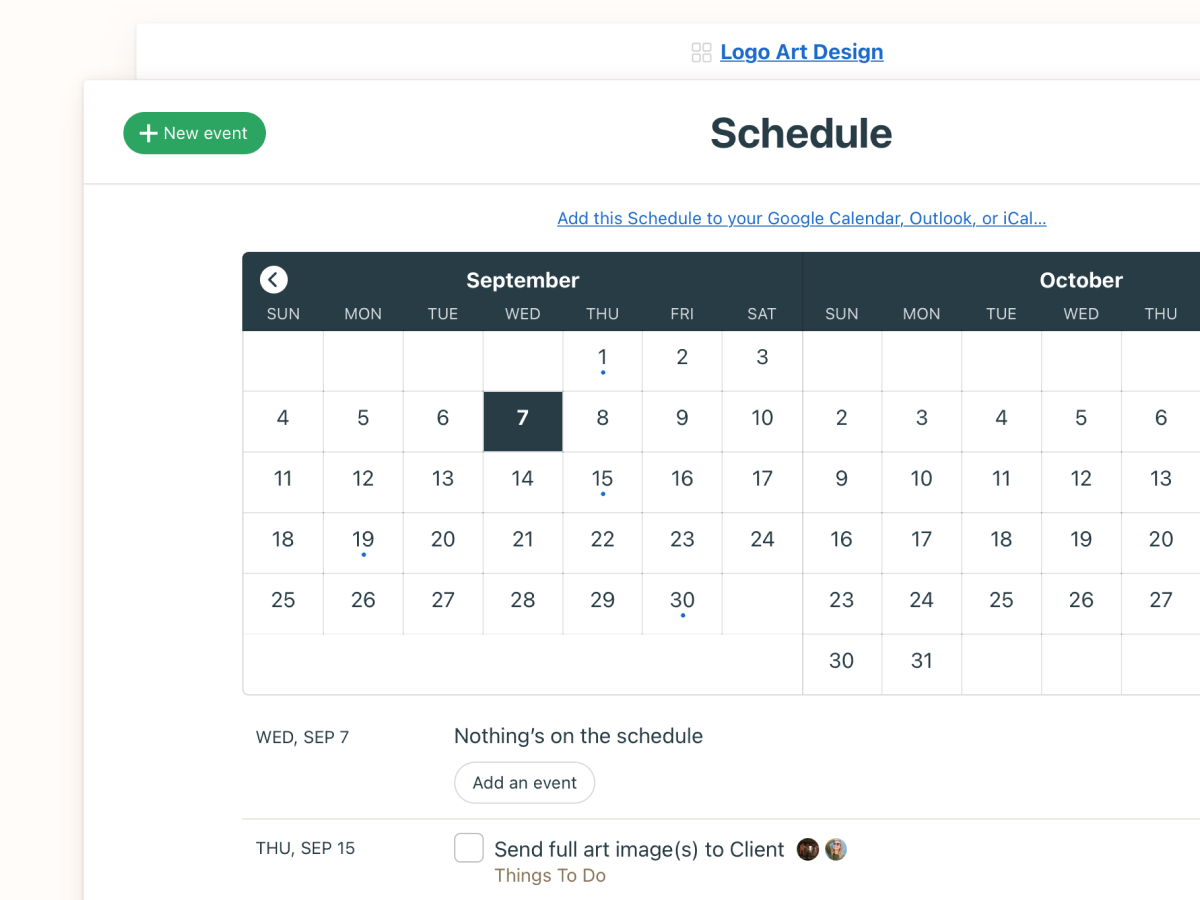 Logo Art Design
New event
Schedule
Add this Schedule to your Google Calendar, Outlook, or iCal...
September October
SUN MON TUE WED THU FRI SAT SUN MON TUE WED THU
1 2 3
4 5 6 7 8 9 10 2 3 4 5 6
11 12 13 14 15 16 17 9 10 11 12 13
18 19 20 21 22 23 24 16 17 18 19 20
25 26 27 28 29 30 23 24 25 26 27
30 31
WED, SEP 7 Nothing’s on the schedule
Add an event
THU, SEP 15 Send full art image(s) to Client
Things To Do